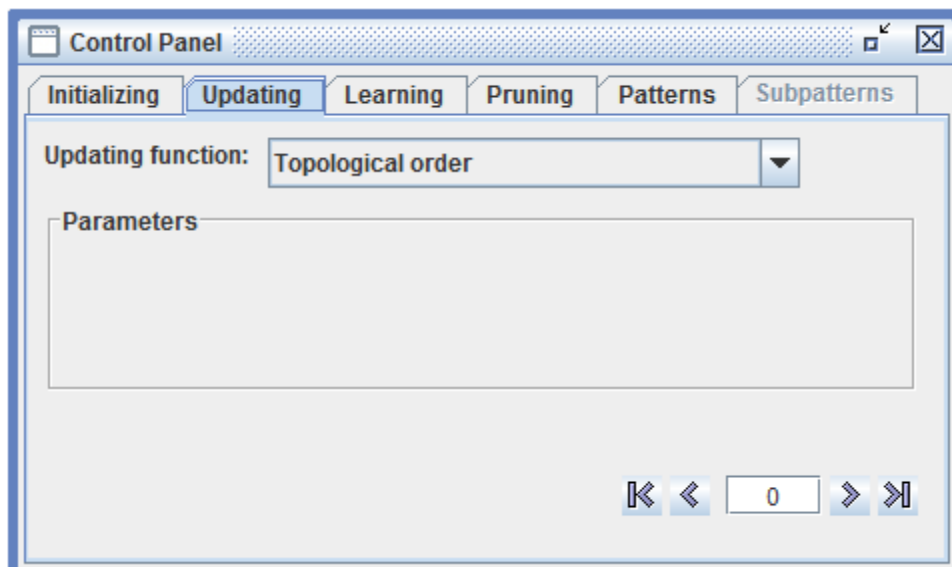 Control Panel
Initializing Updating Learning Pruning Patterns Subpatterns
Updating function: Topological order
Parameters
0